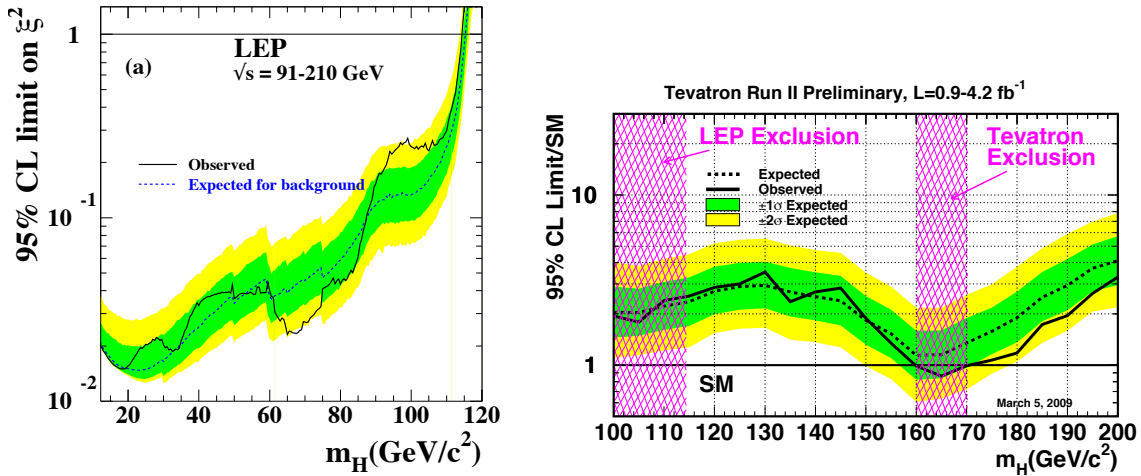 95% CL limit on ξ²
1
10⁻¹
10⁻²
(a)
LEP
√s = 91-210 GeV
Observed
Expected for background
0 20 40 60 80 100 120
m_H(GeV/c²)
Tevatron Run II Preliminary, L=0.9-4.2 fb⁻¹
95% CL Limit/SM
10
1
LEP Exclusion
Tevatron
Exclusion
Expected
Observed
±1σ Expected
±2σ Expected
SM
March 5, 2009
100 110 120 130 140 150 160 170 180 190 200
m_H(GeV/c²)